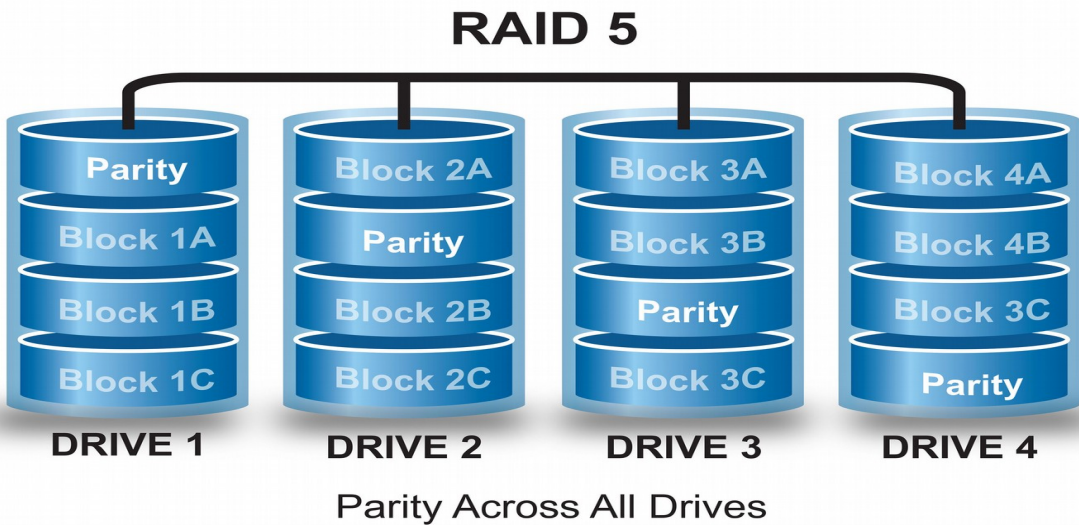 RAID 5
Parity Block 2A Block 3A Block 4A
Block 1A Parity Block 3B Block 4B
Block 1B Block 2B Parity Block 3C
Block 1C Block 2C Block 3C Parity
DRIVE 1 DRIVE 2 DRIVE 3 DRIVE 4
Parity Across All Drives